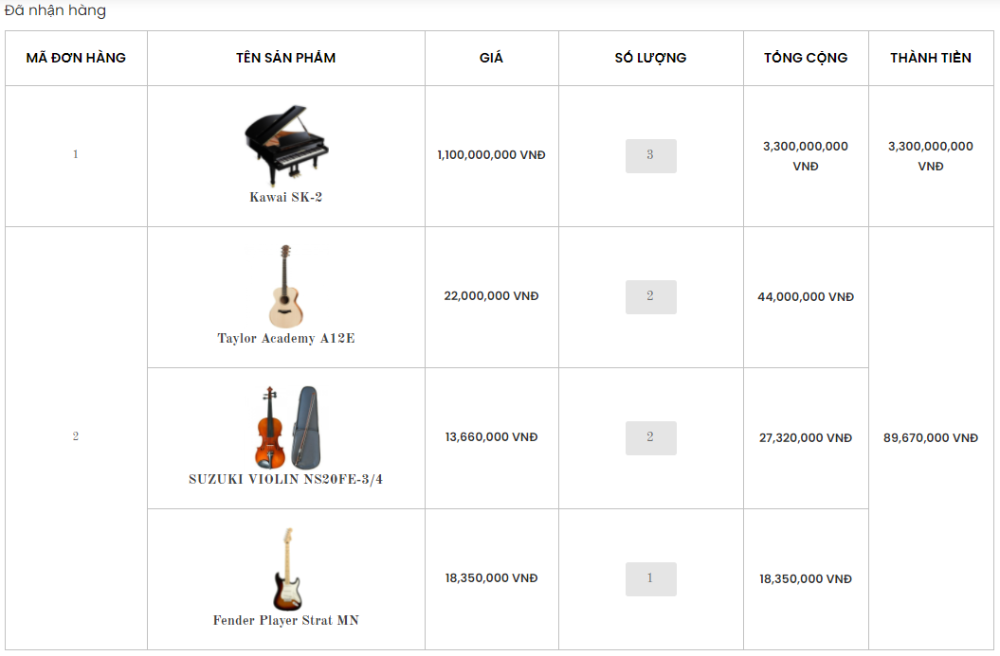 Đã nhận hàng
MÃ ĐƠN HÀNG TÊN SẢN PHẨM GIÁ SỐ LƯỢNG TỔNG CỘNG THÀNH TIỀN
1
Kawai SK-2
1,100,000,000 VNĐ
3
3,300,000,000
VNĐ
3,300,000,000
VNĐ
2
Taylor Academy A12E
22,000,000 VNĐ
2
44,000,000 VNĐ
SUZUKI VIOLIN NS20FE-3/4
13,660,000 VNĐ
2
27,320,000 VNĐ
89,670,000 VNĐ
Fender Player Strat MN
18,350,000 VNĐ
1
18,350,000 VNĐ